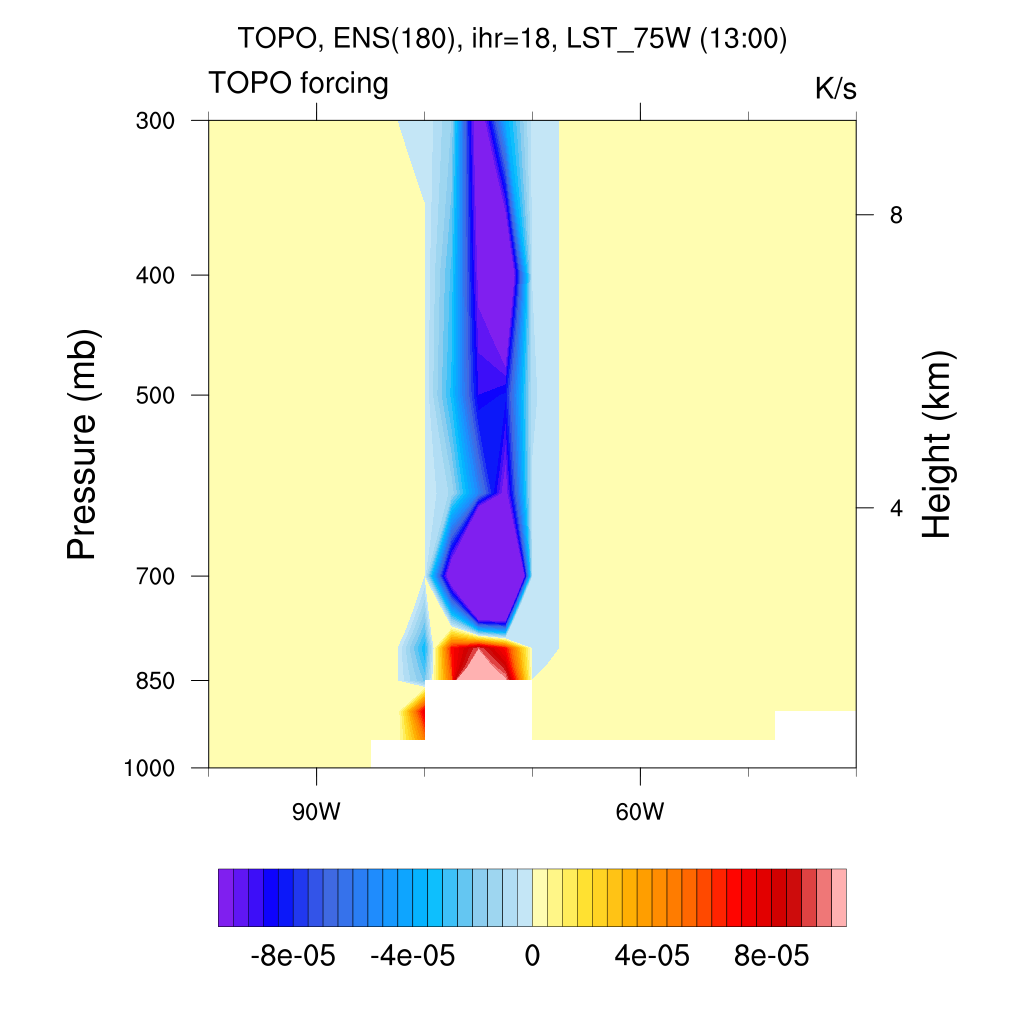 TOPO, ENS(180), ihr=18, LST_75W (13:00)
TOPO forcing
K/s
300
400
500
700
850
1000
Pressure (mb)
8
4
Height (km)
90W
60W
-8e-05
-4e-05
0
4e-05
8e-05